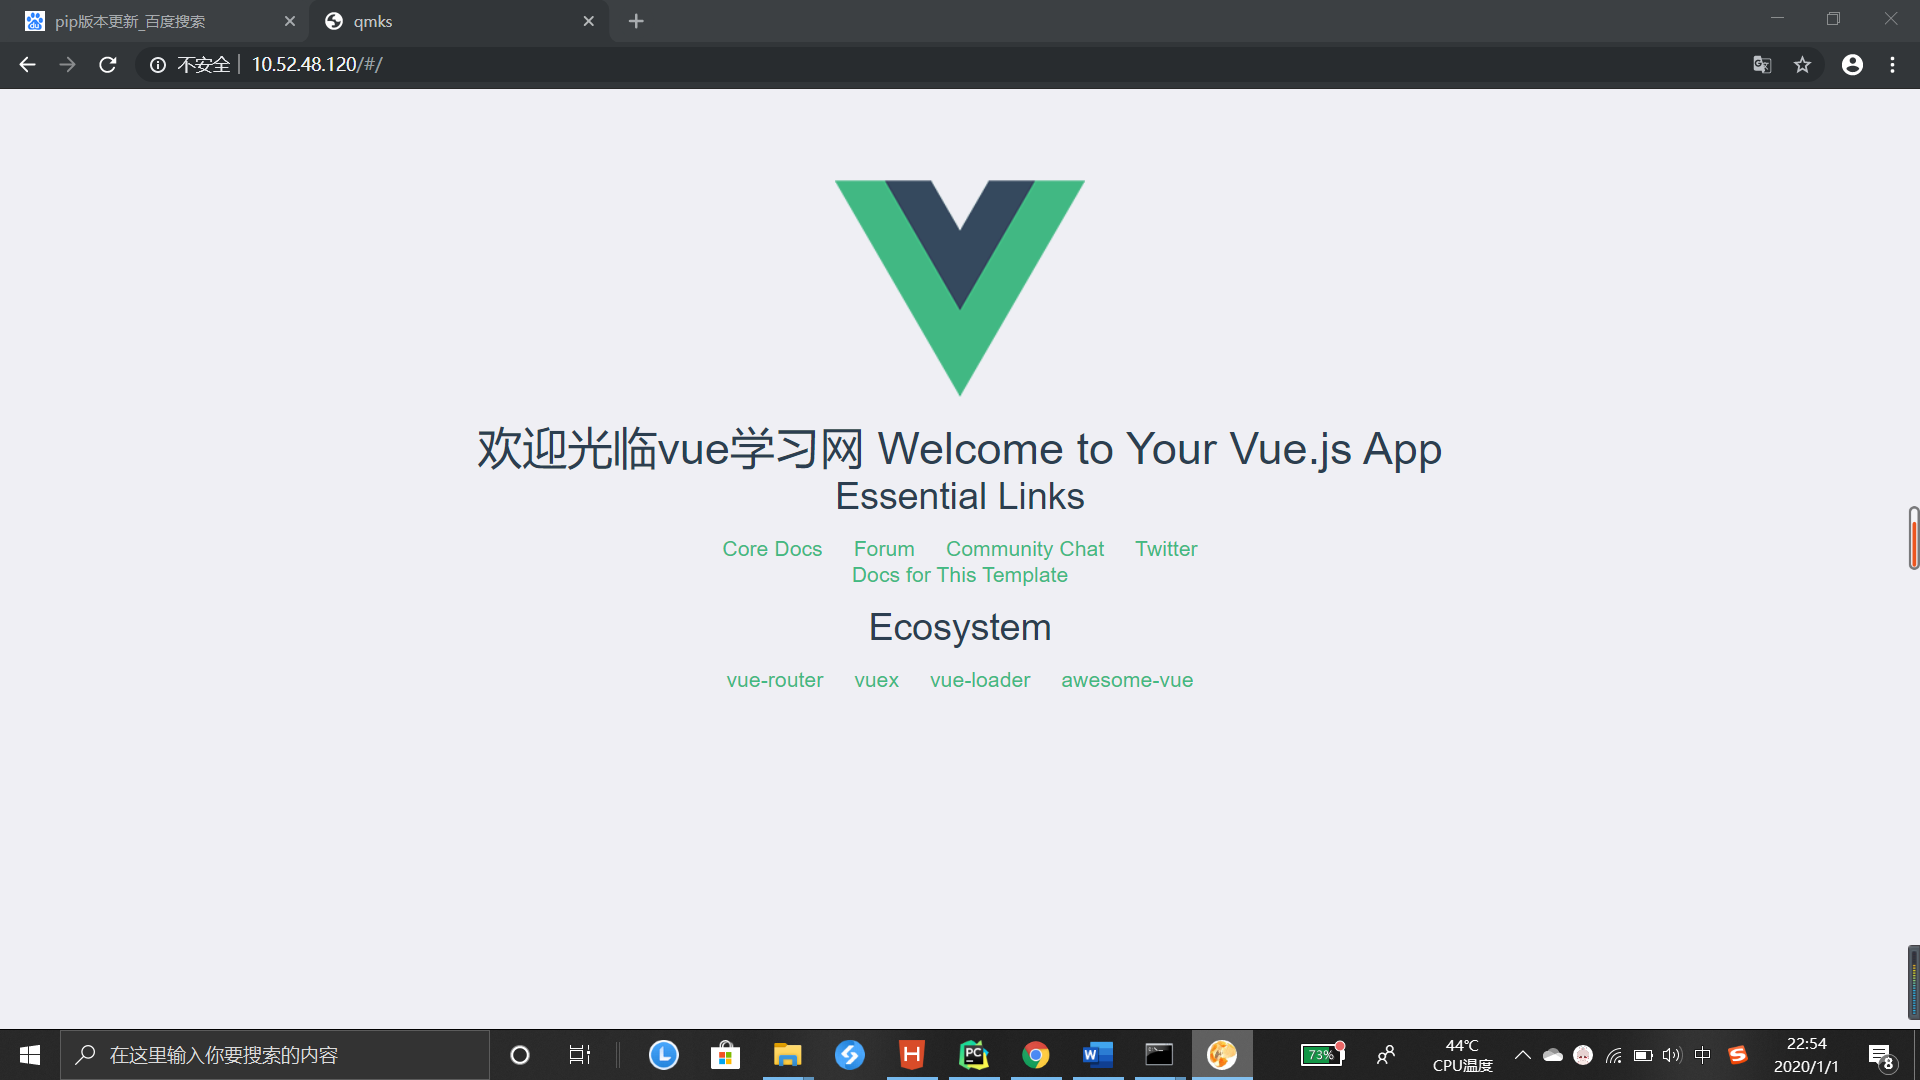 pip版本更新_百度搜索
qmks
不安全 10.52.48.120/#/
欢迎光临vue学习网 Welcome to Your Vue.js App
Essential Links
Core Docs Forum Community Chat Twitter
Docs for This Template
Ecosystem
vue-router vuex vue-loader awesome-vue
在这里输入你要搜索的内容
L
H
PC
W
73%
44℃
CPU温度
中
S
22:54
2020/1/1
8